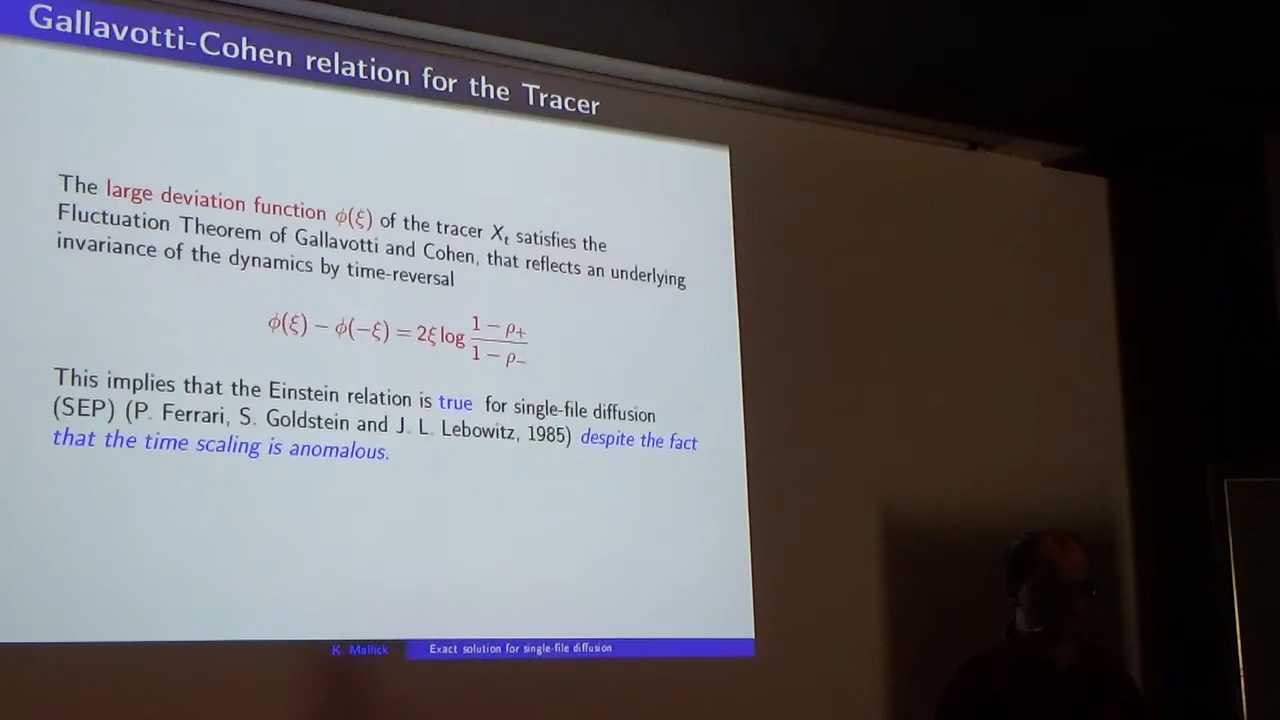 Gallavotti-Cohen relation for the Tracer
The large deviation function ϕ(ξ) of the tracer Xₜ satisfies the
Fluctuation Theorem of Gallavotti and Cohen, that reflects an underlying
invariance of the dynamics by time-reversal
ϕ(ξ) − ϕ(−ξ) = 2ξ log (1 − ρ₊)/(1 − ρ₋)
This implies that the Einstein relation is true for single-file diffusion
(SEP) (P. Ferrari, S. Goldstein and J. L. Lebowitz, 1985) despite the fact
that the time scaling is anomalous.
K. Mallick Exact solution for single-file diffusion